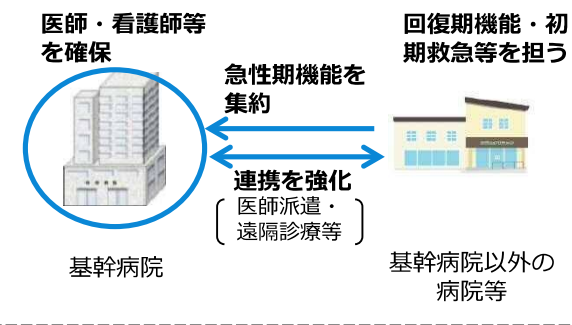 医師・看護師等
を確保
回復期機能・初
期救急等を担う
急性期機能を
集約
連携を強化
医師派遣・
遠隔診療等
基幹病院
基幹病院以外の
病院等